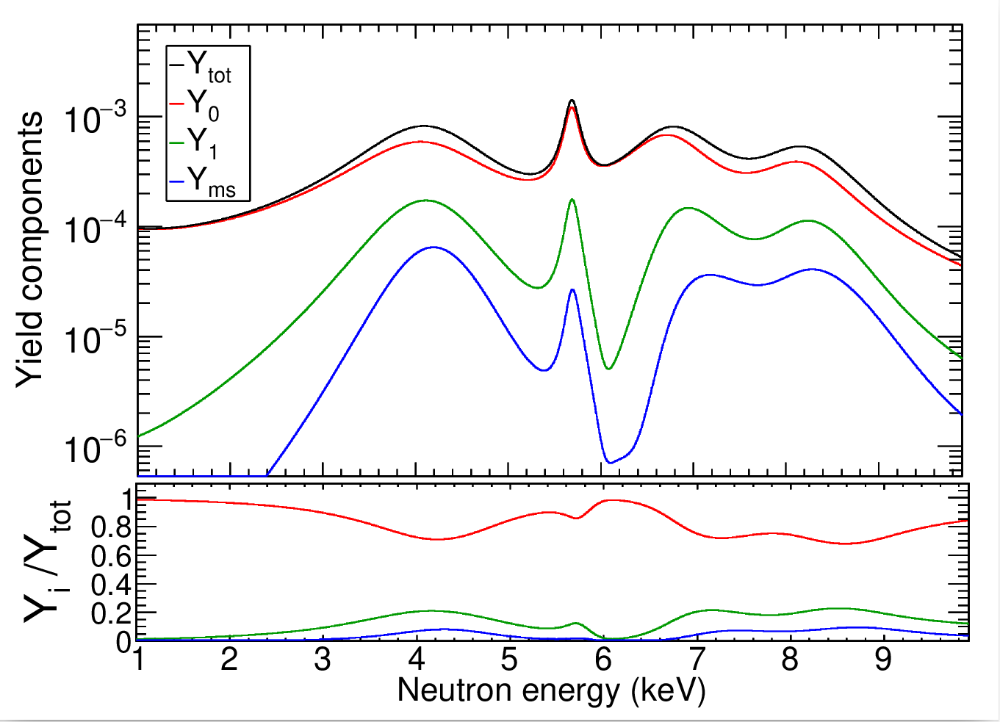 Y_tot
Y_0
Y_1
Y_ms
10^−3
10^−4
10^−5
10^−6
Yield components
1
0.8
0.6
0.4
0.2
0
Y_i /Y_tot
1 2 3 4 5 6 7 8 9
Neutron energy (keV)